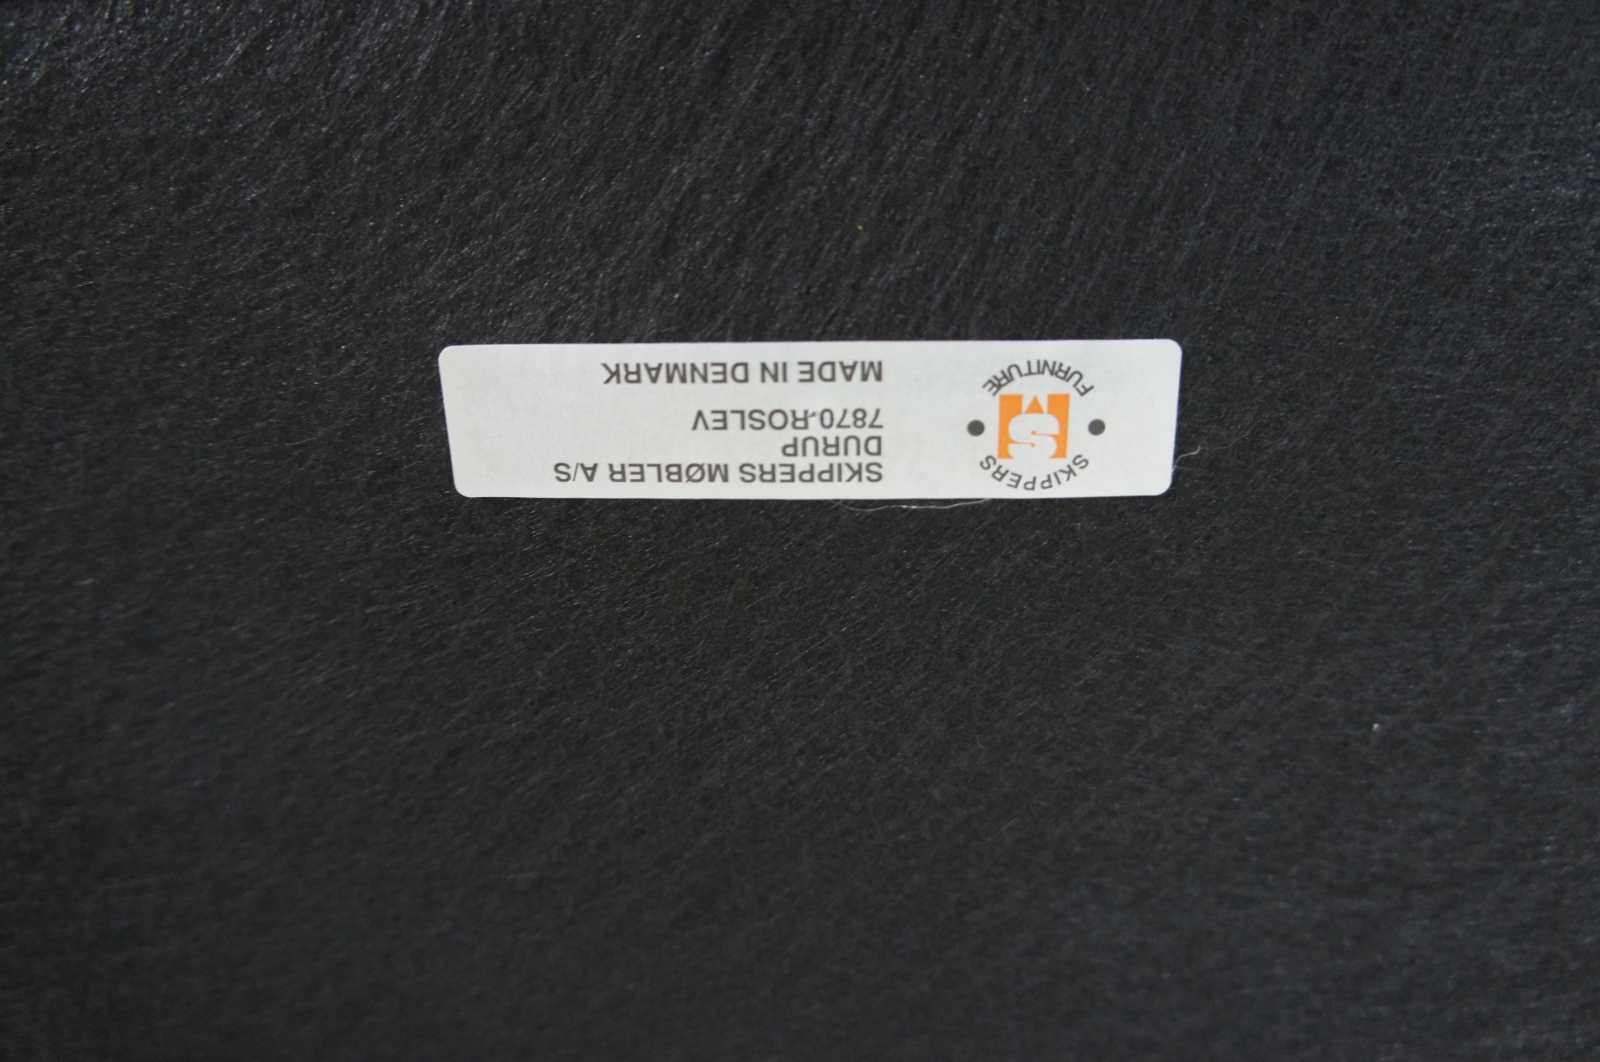 SKIPPERS
FURNITURE
SKIPPERS MØBLER A/S
DURUP
7870-ROSLEV
MADE IN DENMARK